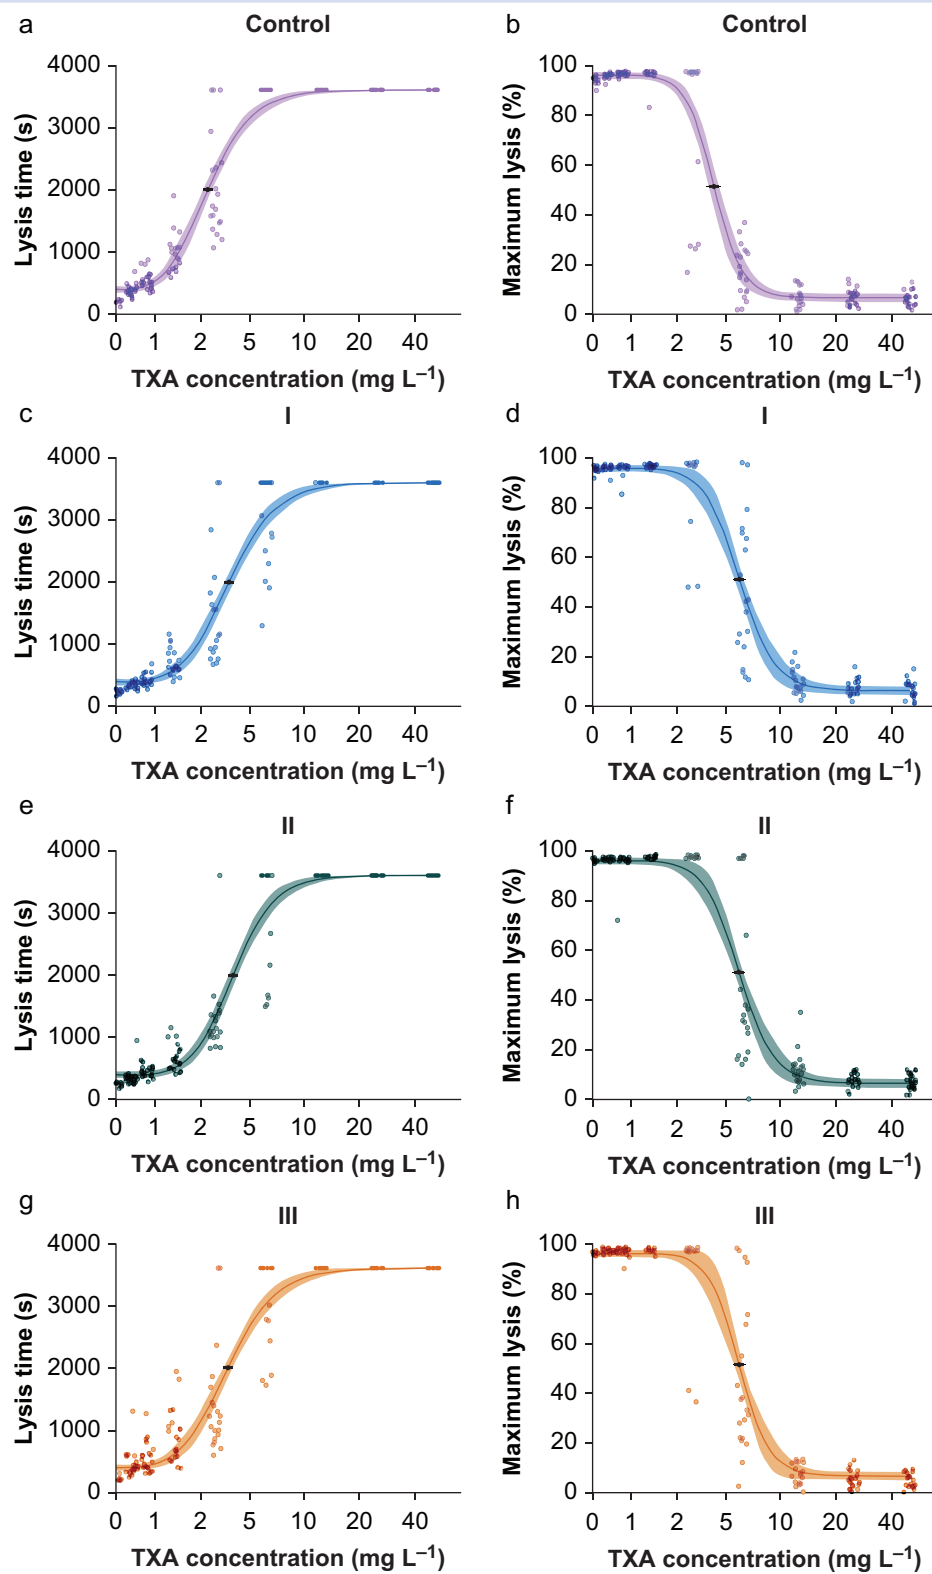 a Control
4000
3000
2000
1000
0
Lysis time (s)
0 1 2 5 10 20 40
TXA concentration (mg L⁻¹)
b Control
100
80
60
40
20
0
Maximum lysis (%)
0 1 2 5 10 20 40
TXA concentration (mg L⁻¹)
c I
4000
3000
2000
1000
0
Lysis time (s)
0 1 2 5 10 20 40
TXA concentration (mg L⁻¹)
d I
100
80
60
40
20
0
Maximum lysis (%)
0 1 2 5 10 20 40
TXA concentration (mg L⁻¹)
e II
4000
3000
2000
1000
0
Lysis time (s)
0 1 2 5 10 20 40
TXA concentration (mg L⁻¹)
f II
100
80
60
40
20
0
Maximum lysis (%)
0 1 2 5 10 20 40
TXA concentration (mg L⁻¹)
g III
4000
3000
2000
1000
0
Lysis time (s)
0 1 2 5 10 20 40
TXA concentration (mg L⁻¹)
h III
100
80
60
40
20
0
Maximum lysis (%)
0 1 2 5 10 20 40
TXA concentration (mg L⁻¹)